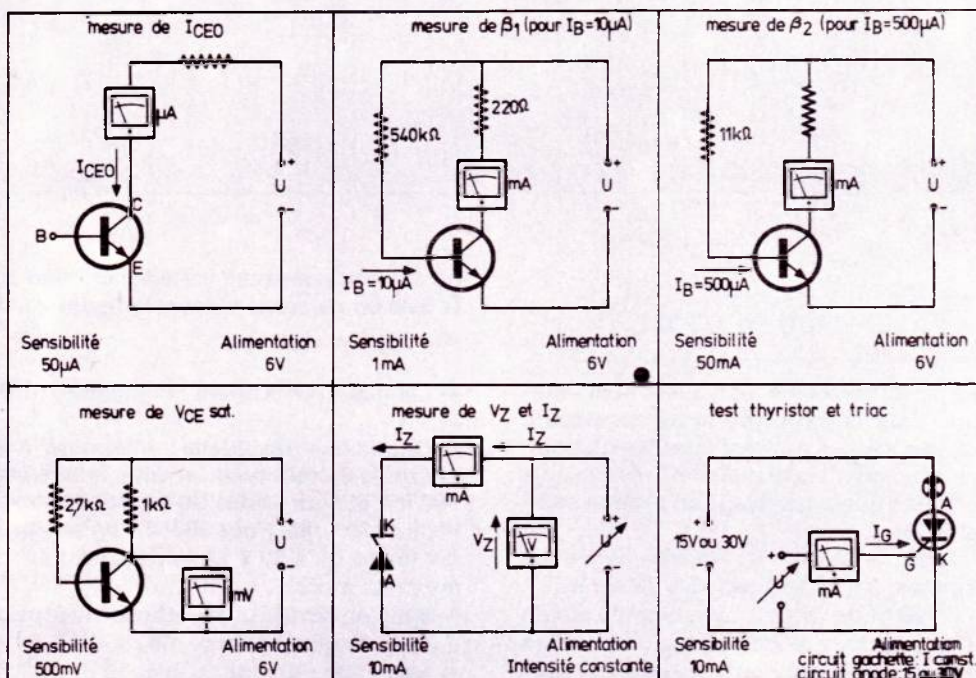 mesure de ICEO
μA
ICEO
C
B
E
U
+
-
Sensibilité
50μA
Alimentation
6V
mesure de β1 (pour IB=10μA)
540kΩ
220Ω
mA
U
+
-
IB=10μA
Sensibilité
1mA
Alimentation
6V
mesure de β2 (pour IB=500μA)
11kΩ
mA
U
+
-
IB=500μA
Sensibilité
50mA
Alimentation
6V
mesure de VCE sat.
2,7kΩ
1kΩ
mV
U
+
-
Sensibilité
500mV
Alimentation
6V
mesure de VZ et IZ
IZ
IZ
mA
K
A
VZ
V
U
+
-
Sensibilité
10mA
Alimentation
Intensité constante
test thyristor et triac
15V ou 30V
+
-
U
mA
IG
G
A
K
Sensibilité
10mA
Alimentation
circuit gachette: I const.
circuit anode: 15 ou 30V